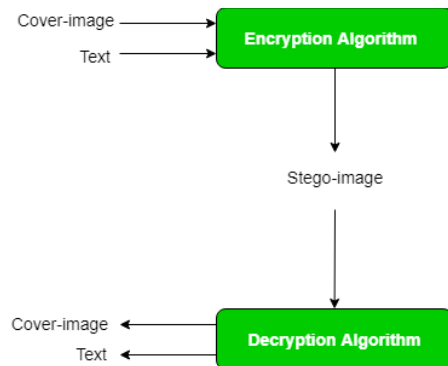 Cover-image
Encryption Algorithm
Text
Stego-image
Cover-image
Decryption Algorithm
Text